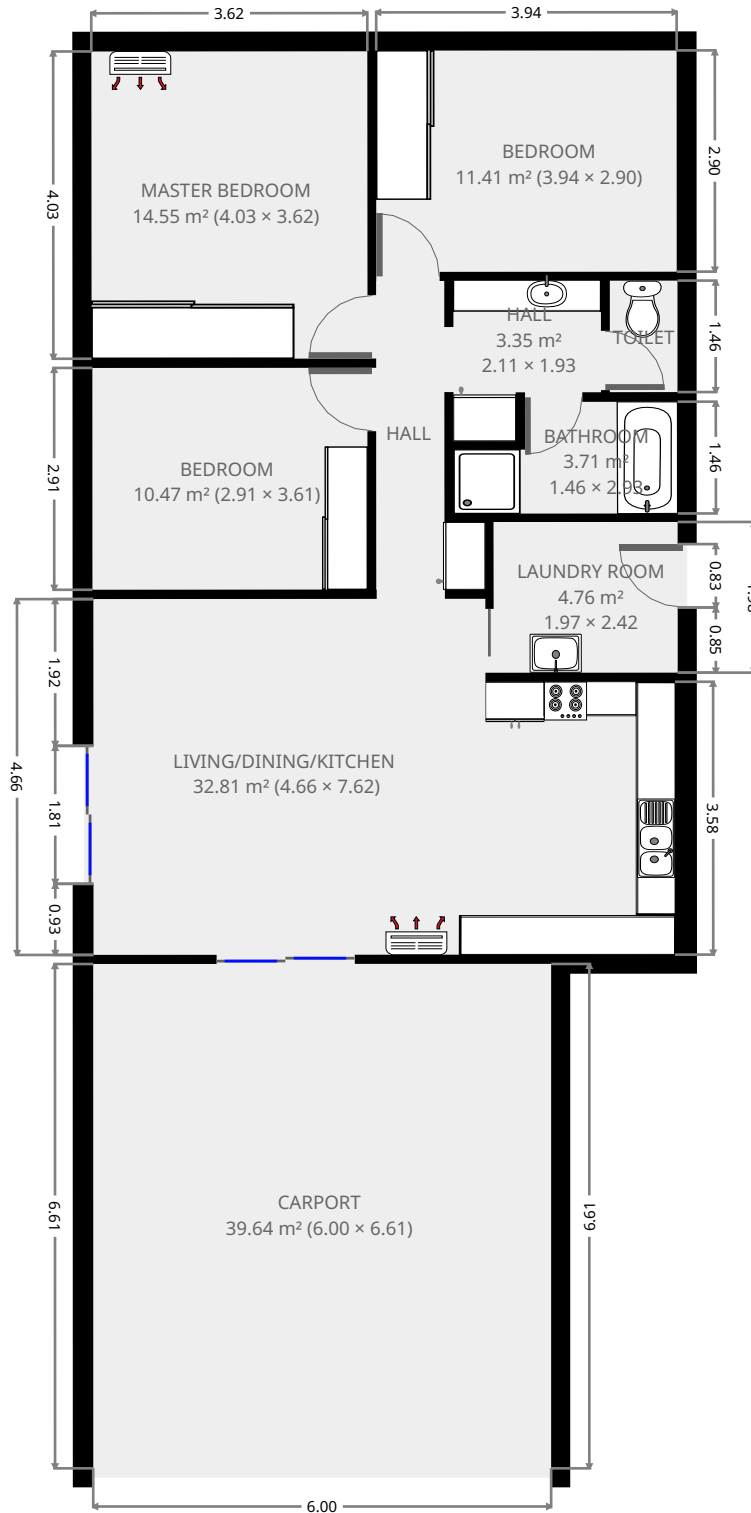 3.62
3.94
4.03
2.90
BEDROOM
11.41 m² (3.94 × 2.90)
MASTER BEDROOM
14.55 m² (4.03 × 3.62)
HALL
3.35 m²
2.11 × 1.93
TOILET
1.46
HALL
BATHROOM
3.71 m²
1.46 × 2.93
1.46
BEDROOM
10.47 m² (2.91 × 3.61)
2.91
LAUNDRY ROOM
4.76 m²
1.97 × 2.42
0.83
0.85
1.92
4.66
1.81
0.93
LIVING/DINING/KITCHEN
32.81 m² (4.66 × 7.62)
3.58
6.61
CARPORT
39.64 m² (6.00 × 6.61)
6.61
6.00